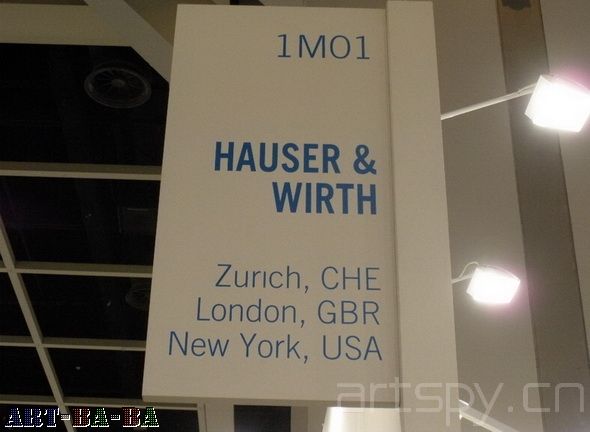 1M01
HAUSER &
WIRTH
Zurich, CHE
London, GBR
New York, USA
artspy.cn
ART-BA-BA